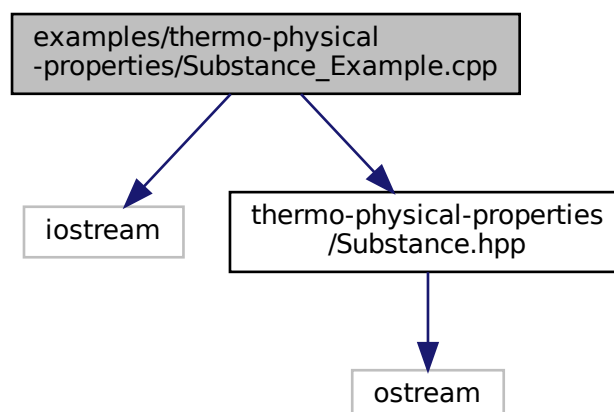 examples/thermo-physical
-properties/Substance_Example.cpp
iostream
thermo-physical-properties
/Substance.hpp
ostream